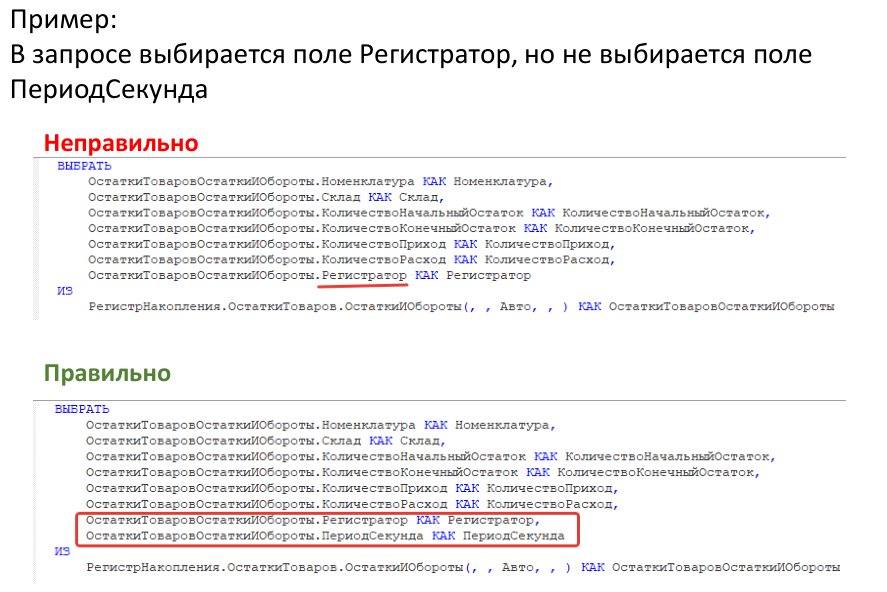 Пример:
В запросе выбирается поле Регистратор, но не выбирается поле
ПериодСекунда
Неправильно
ВЫБРАТЬ
ОстаткиТоваровОстаткиИОбороты.Номенклатура КАК Номенклатура,
ОстаткиТоваровОстаткиИОбороты.Склад КАК Склад,
ОстаткиТоваровОстаткиИОбороты.КоличествоНачальныйОстаток КАК КоличествоНачальныйОстаток,
ОстаткиТоваровОстаткиИОбороты.КоличествоКонечныйОстаток КАК КоличествоКонечныйОстаток,
ОстаткиТоваровОстаткиИОбороты.КоличествоПриход КАК КоличествоПриход,
ОстаткиТоваровОстаткиИОбороты.КоличествоРасход КАК КоличествоРасход,
ОстаткиТоваровОстаткиИОбороты.Регистратор КАК Регистратор
ИЗ
РегистрНакопления.ОстаткиТоваров.ОстаткиИОбороты(, , Авто, , ) КАК ОстаткиТоваровОстаткиИОбороты
Правильно
ВЫБРАТЬ
ОстаткиТоваровОстаткиИОбороты.Номенклатура КАК Номенклатура,
ОстаткиТоваровОстаткиИОбороты.Склад КАК Склад,
ОстаткиТоваровОстаткиИОбороты.КоличествоНачальныйОстаток КАК КоличествоНачальныйОстаток,
ОстаткиТоваровОстаткиИОбороты.КоличествоКонечныйОстаток КАК КоличествоКонечныйОстаток,
ОстаткиТоваровОстаткиИОбороты.КоличествоПриход КАК КоличествоПриход,
ОстаткиТоваровОстаткиИОбороты.КоличествоРасход КАК КоличествоРасход,
ОстаткиТоваровОстаткиИОбороты.Регистратор КАК Регистратор,
ОстаткиТоваровОстаткиИОбороты.ПериодСекунда КАК ПериодСекунда
ИЗ
РегистрНакопления.ОстаткиТоваров.ОстаткиИОбороты(, , Авто, , ) КАК ОстаткиТоваровОстаткиИОбороты